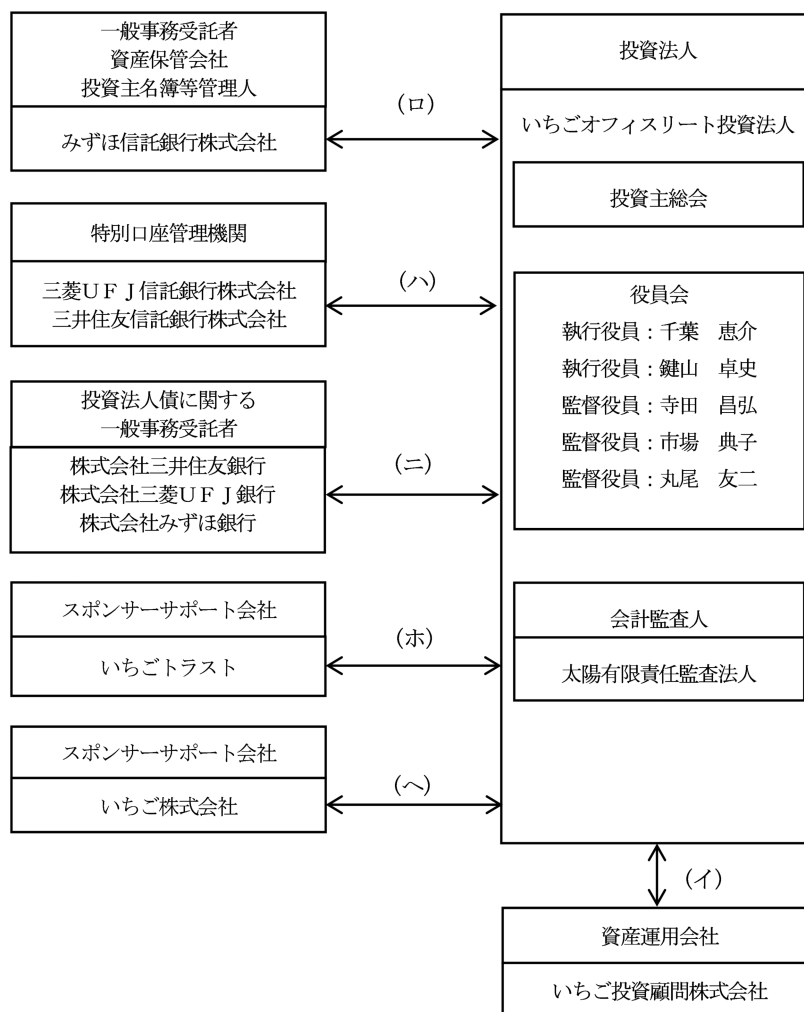 一般事務受託者
資産保管会社
投資主名簿等管理人
みずほ信託銀行株式会社
(ロ)
特別口座管理機関
三菱ＵＦＪ信託銀行株式会社
三井住友信託銀行株式会社
(ハ)
投資法人債に関する
一般事務受託者
株式会社三井住友銀行
株式会社三菱ＵＦＪ銀行
株式会社みずほ銀行
(ニ)
スポンサーサポート会社
いちごトラスト
(ホ)
スポンサーサポート会社
いちご株式会社
(ヘ)
投資法人
いちごオフィスリート投資法人
投資主総会
役員会
執行役員：千葉　恵介
執行役員：鍵山　卓史
監督役員：寺田　昌弘
監督役員：市場　典子
監督役員：丸尾　友二
会計監査人
太陽有限責任監査法人
(イ)
資産運用会社
いちご投資顧問株式会社